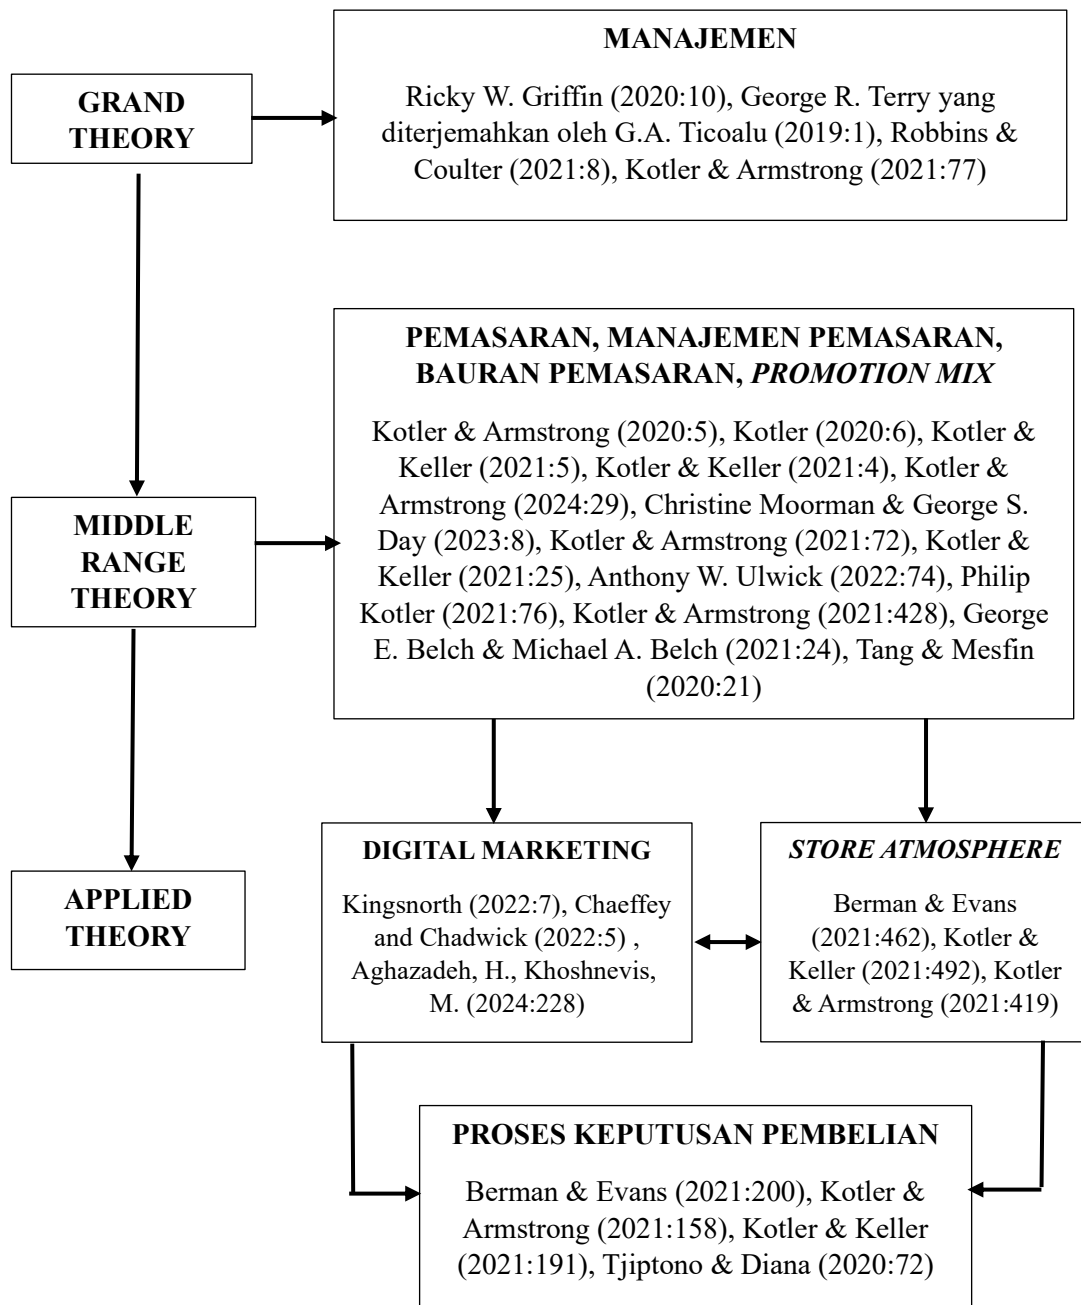 GRAND
THEORY
MANAJEMEN
Ricky W. Griffin (2020:10), George R. Terry yang
diterjemahkan oleh G.A. Ticoalu (2019:1), Robbins &
Coulter (2021:8), Kotler & Armstrong (2021:77)
MIDDLE
RANGE
THEORY
PEMASARAN, MANAJEMEN PEMASARAN,
BAURAN PEMASARAN, PROMOTION MIX
Kotler & Armstrong (2020:5), Kotler (2020:6), Kotler &
Keller (2021:5), Kotler & Keller (2021:4), Kotler &
Armstrong (2024:29), Christine Moorman & George S.
Day (2023:8), Kotler & Armstrong (2021:72), Kotler &
Keller (2021:25), Anthony W. Ulwick (2022:74), Philip
Kotler (2021:76), Kotler & Armstrong (2021:428), George
E. Belch & Michael A. Belch (2021:24), Tang & Mesfin
(2020:21)
APPLIED
THEORY
DIGITAL MARKETING
Kingsnorth (2022:7), Chaeffey
and Chadwick (2022:5) ,
Aghazadeh, H., Khoshnevis,
M. (2024:228)
STORE ATMOSPHERE
Berman & Evans
(2021:462), Kotler &
Keller (2021:492), Kotler
& Armstrong (2021:419)
PROSES KEPUTUSAN PEMBELIAN
Berman & Evans (2021:200), Kotler &
Armstrong (2021:158), Kotler & Keller
(2021:191), Tjiptono & Diana (2020:72)